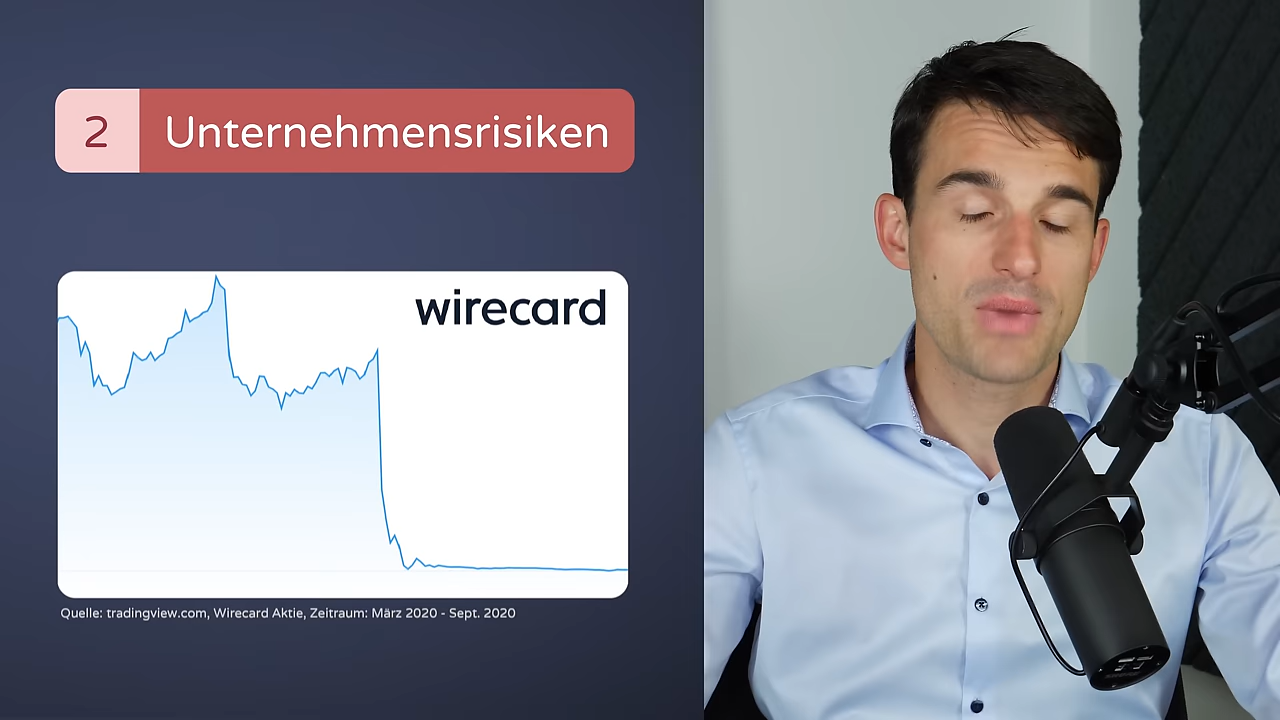 2 Unternehmensrisiken
wirecard
Quelle: tradingview.com, Wirecard Aktie, Zeitraum: März 2020 - Sept. 2020